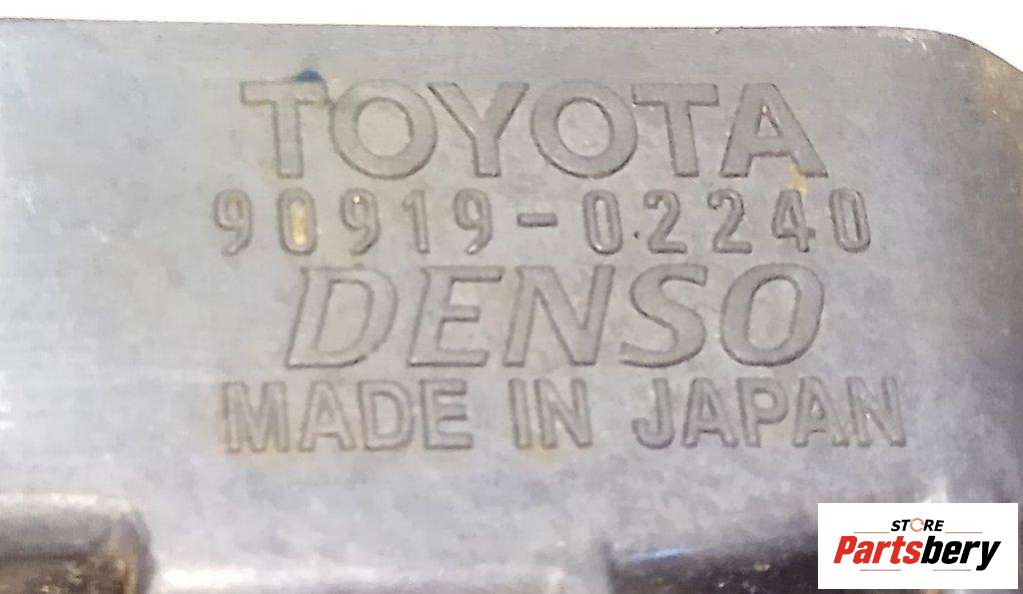 TOYOTA
90919-02240
DENSO
MADE IN JAPAN
STORE
Partsbery